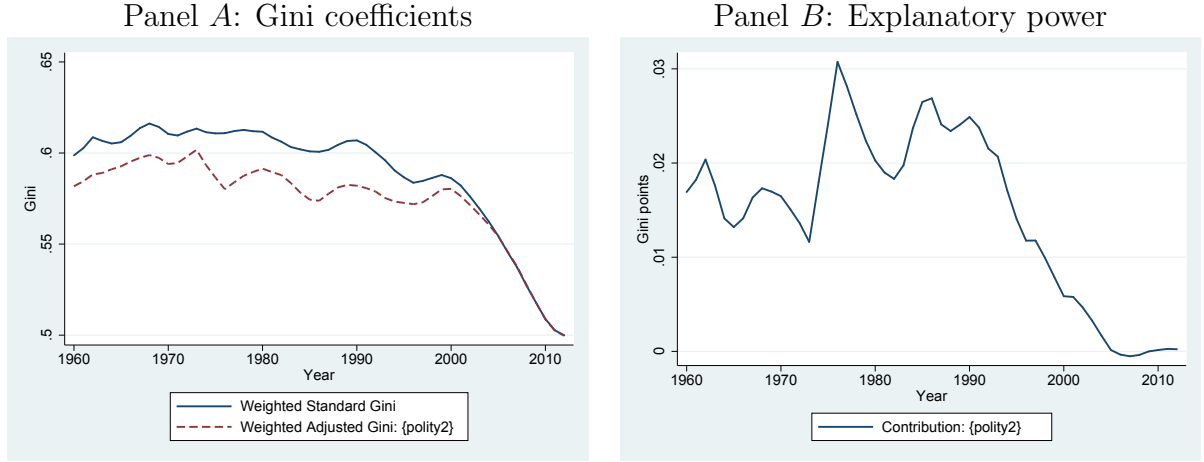 Panel A: Gini coefficients
.65
.6
.55
.5
Gini
1960 1970 1980 1990 2000 2010
Year
Weighted Standard Gini
Weighted Adjusted Gini: {polity2}
Panel B: Explanatory power
.03
.02
.01
0
Gini points
1960 1970 1980 1990 2000 2010
Year
Contribution: {polity2}